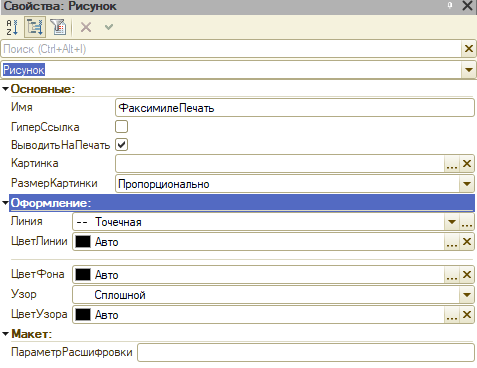 Свойства: Рисунок
Поиск (Ctrl+Alt+I)
Рисунок
Основные:
Имя ФаксимилеПечать
ГиперСсылка
ВыводитьНаПечать
Картинка ...
РазмерКартинки Пропорционально
Оформление:
Линия -- Точечная ...
ЦветЛинии Авто ...
ЦветФона Авто ...
Узор Сплошной
ЦветУзора Авто ...
Макет:
ПараметрРасшифровки